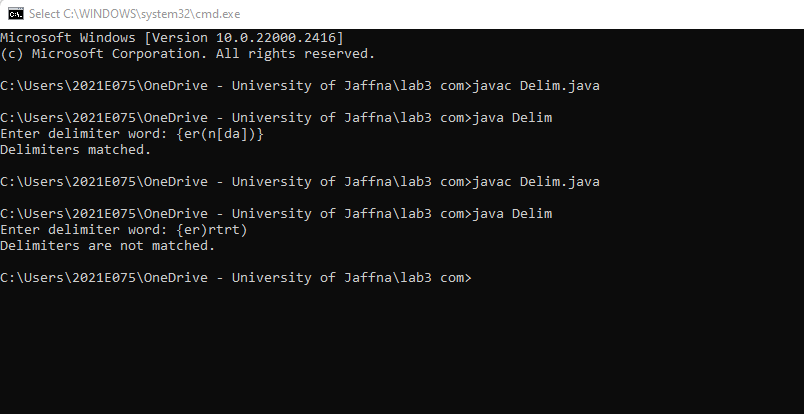 Select C:\WINDOWS\system32\cmd.exe
Microsoft Windows [Version 10.0.22000.2416]
(c) Microsoft Corporation. All rights reserved.
C:\Users\2021E075\OneDrive - University of Jaffna\lab3 com>javac Delim.java
C:\Users\2021E075\OneDrive - University of Jaffna\lab3 com>java Delim
Enter delimiter word: {er(n[da])}
Delimiters matched.
C:\Users\2021E075\OneDrive - University of Jaffna\lab3 com>javac Delim.java
C:\Users\2021E075\OneDrive - University of Jaffna\lab3 com>java Delim
Enter delimiter word: {er)rtrt)
Delimiters are not matched.
C:\Users\2021E075\OneDrive - University of Jaffna\lab3 com>